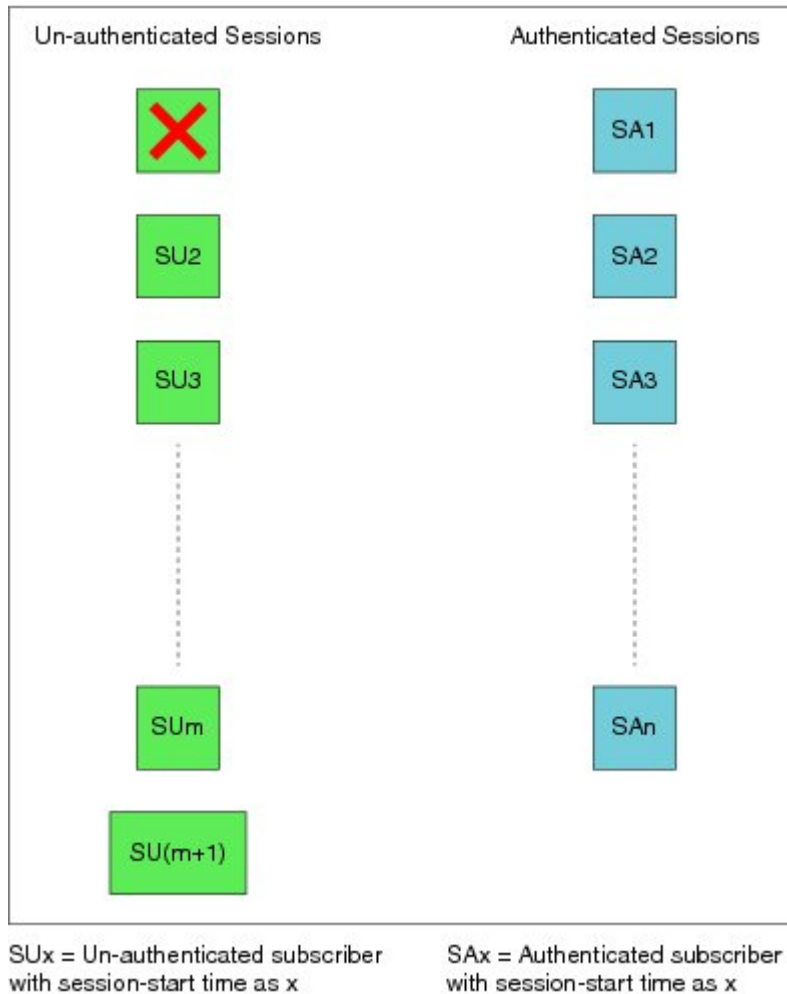 Un-authenticated Sessions
Authenticated Sessions
SA1
SU2
SA2
SU3
SA3
SUm
SAn
SU(m+1)
SUx = Un-authenticated subscriber
with session-start time as x
SAx = Authenticated subscriber
with session-start time as x